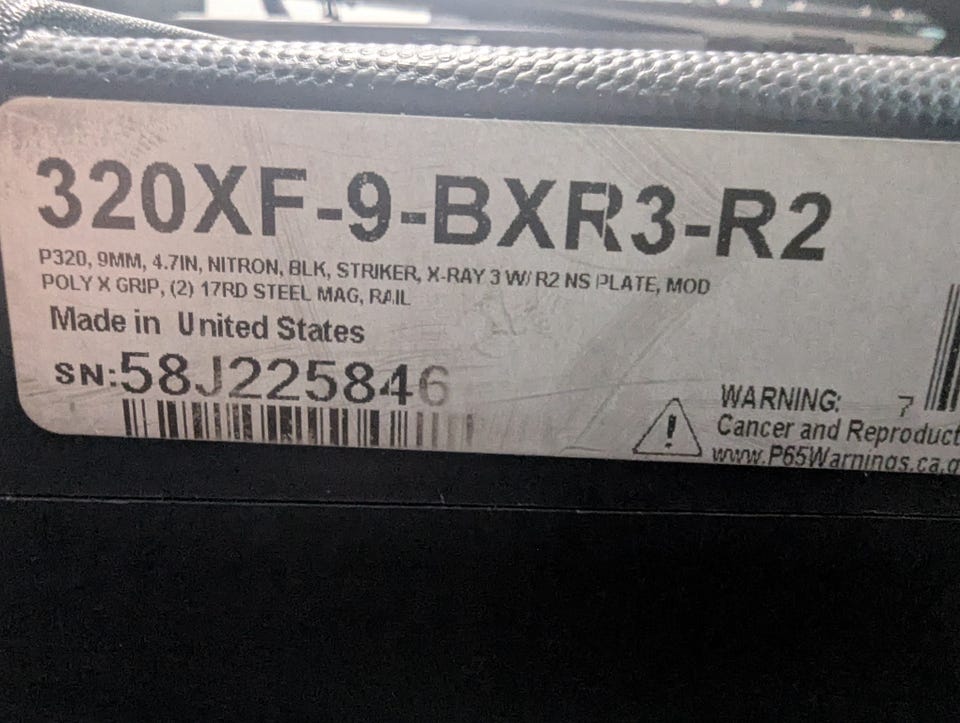 320XF-9-BXR3-R2
P320, 9MM, 4.7IN, NITRON, BLK, STRIKER, X-RAY 3 W/ R2 NS PLATE, MOD
POLY X GRIP, (2) 17RD STEEL MAG, RAIL
Made in United States
SN:58J225846
WARNING: 7
Cancer and Reproduct
www.P65Warnings.ca.g